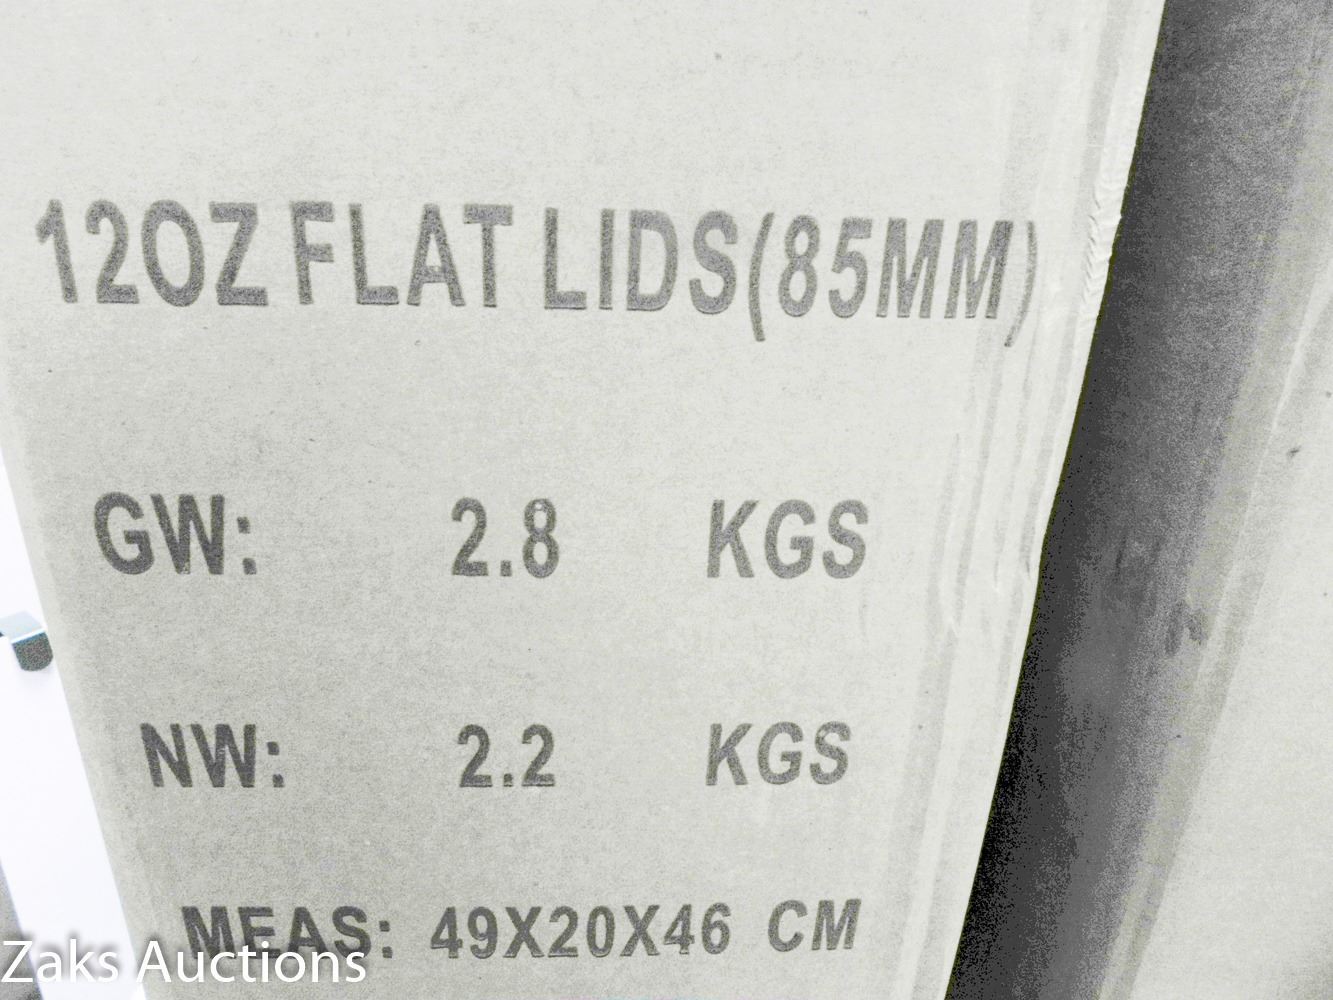 12OZ FLAT LIDS(85MM)
GW: 2.8 KGS
NW: 2.2 KGS
MEAS: 49X20X46 CM
Zaks Auctions